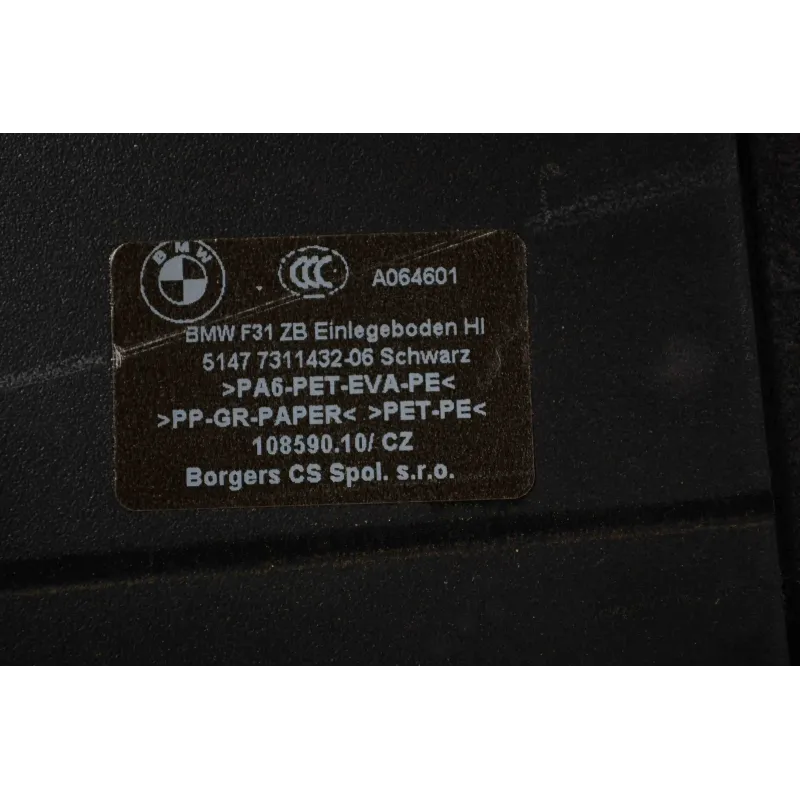 BMW
CCC A064601
BMW F31 ZB Einlegeboden HI
5147 7311432-06 Schwarz
>PA6-PET-EVA-PE<
>PP-GR-PAPER< >PET-PE<
108590.10/ CZ
Borgers CS Spol. s.r.o.